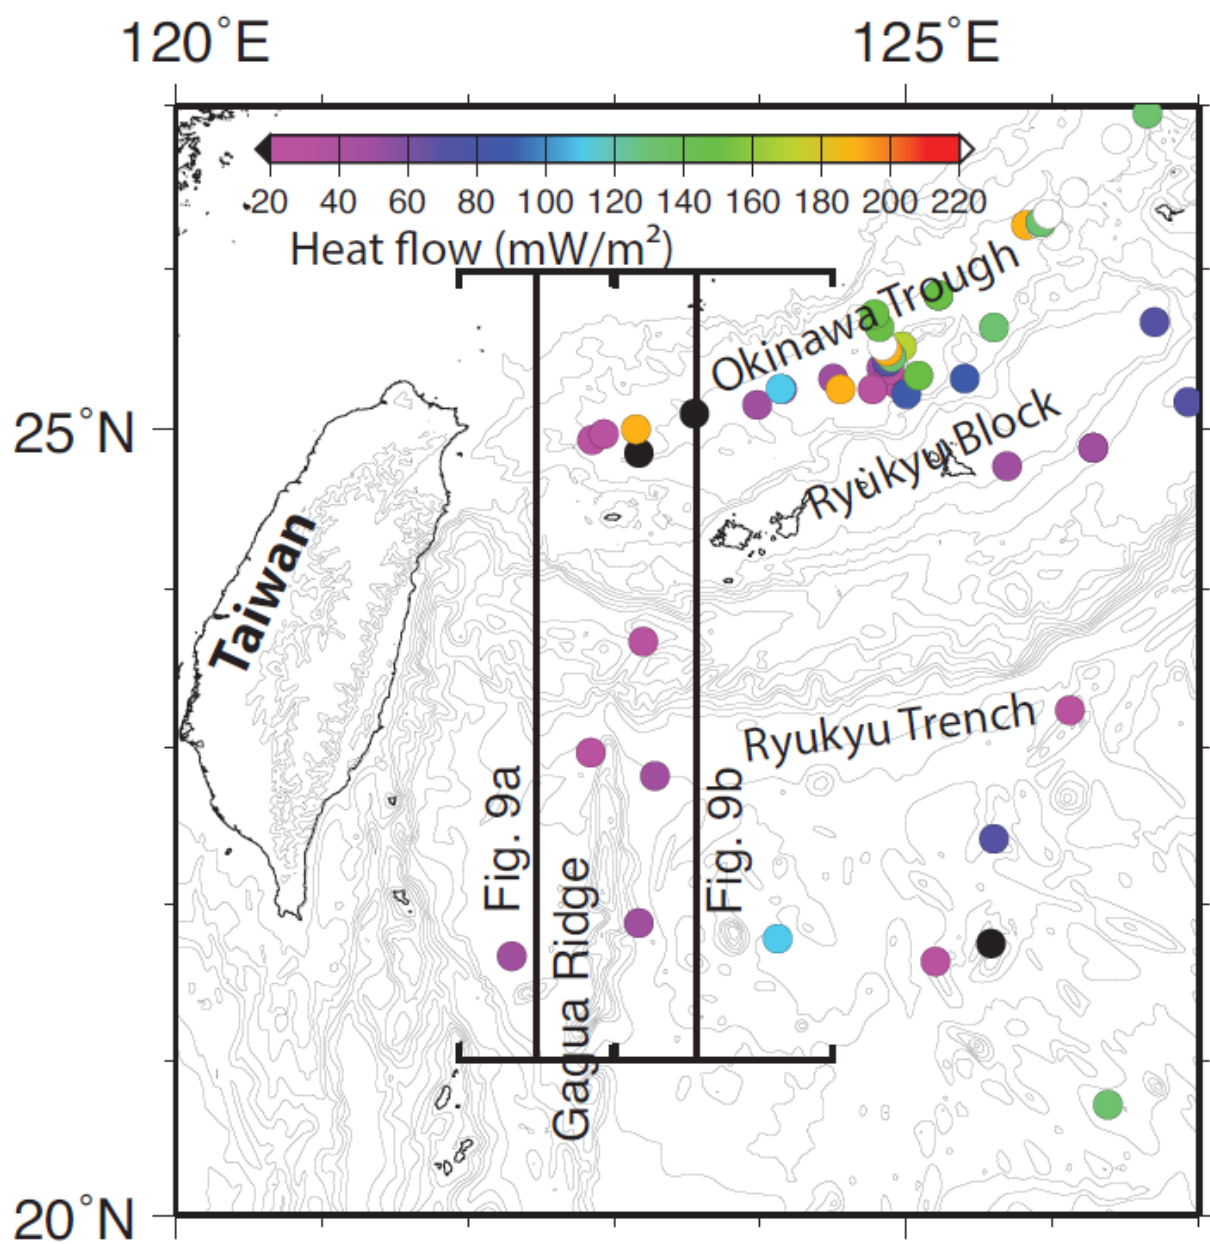 120°E 125°E
20 40 60 80 100 120 140 160 180 200 220
Heat flow (mW/m²)
Okinawa Trough
25°N
Ryukyu Block
Taiwan
Ryukyu Trench
Fig. 9a
Fig. 9b
Gagua Ridge
20°N